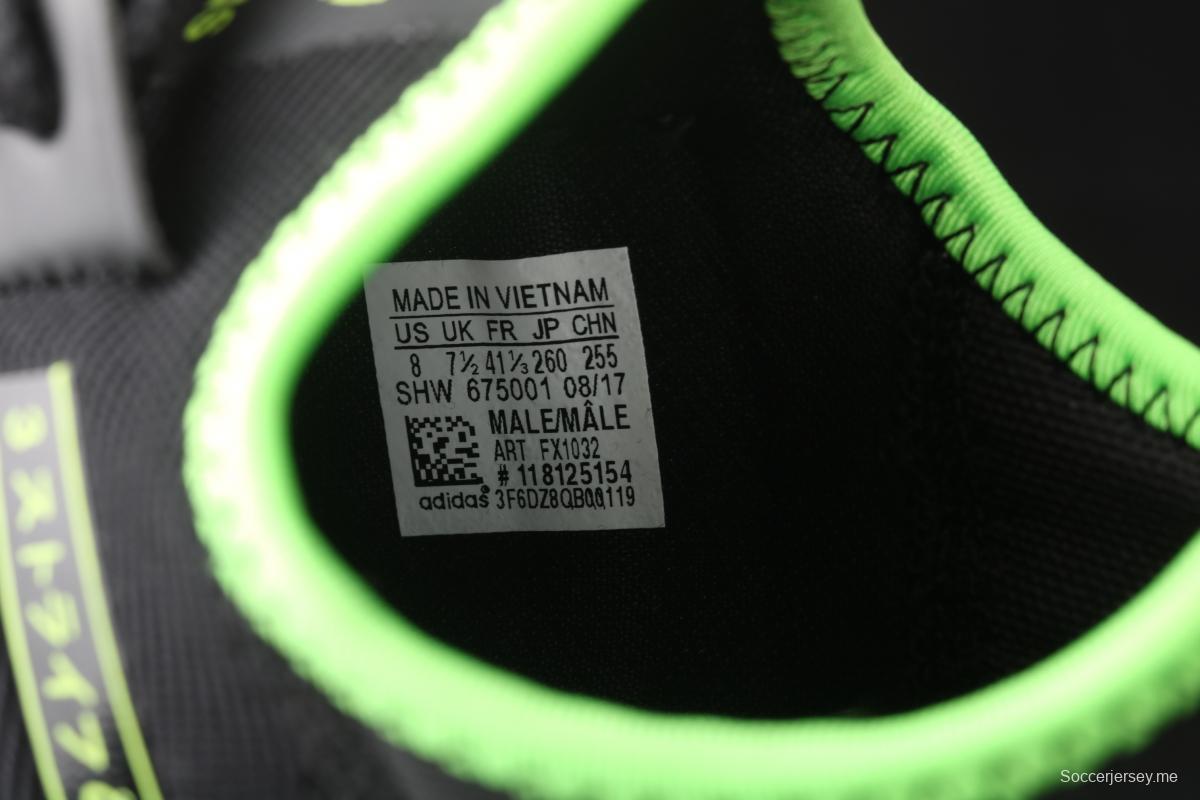 MADE IN VIETNAM
US UK FR JP CHN
8 7½ 41⅓ 260 255
SHW 675001 08/17
MALE/MÂLE
ART FX1032
# 118125154
adidas® 3F6DZ8QB00119
Soccerjersey.me